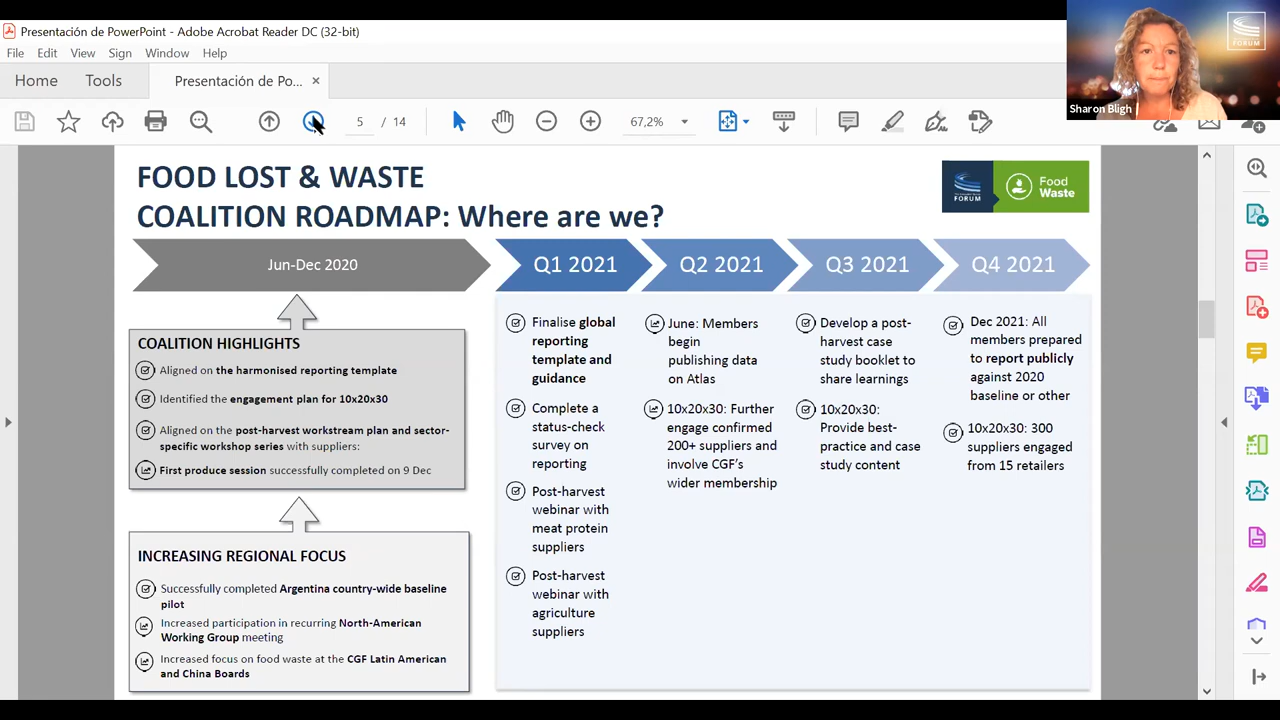 Presentación de PowerPoint - Adobe Acrobat Reader DC (32-bit)
File Edit View Sign Window Help
Home Tools Presentación de Po... ×
5 / 14 67,2%
FORUM
Sharon Bligh
FOOD LOST & WASTE
COALITION ROADMAP: Where are we?
FORUM
Food
Waste
Jun-Dec 2020
Q1 2021
Q2 2021
Q3 2021
Q4 2021
COALITION HIGHLIGHTS
Aligned on the harmonised reporting template
Identified the engagement plan for 10x20x30
Aligned on the post-harvest workstream plan and sector-
specific workshop series with suppliers:
First produce session successfully completed on 9 Dec
INCREASING REGIONAL FOCUS
Successfully completed Argentina country-wide baseline
pilot
Increased participation in recurring North-American
Working Group meeting
Increased focus on food waste at the CGF Latin American
and China Boards
Finalise global
reporting
template and
guidance
Complete a
status-check
survey on
reporting
Post-harvest
webinar with
meat protein
suppliers
Post-harvest
webinar with
agriculture
suppliers
June: Members
begin
publishing data
on Atlas
10x20x30: Further
engage confirmed
200+ suppliers and
involve CGF's
wider membership
Develop a post-
harvest case
study booklet to
share learnings
10x20x30:
Provide best-
practice and case
study content
Dec 2021: All
members prepared
to report publicly
against 2020
baseline or other
10x20x30: 300
suppliers engaged
from 15 retailers